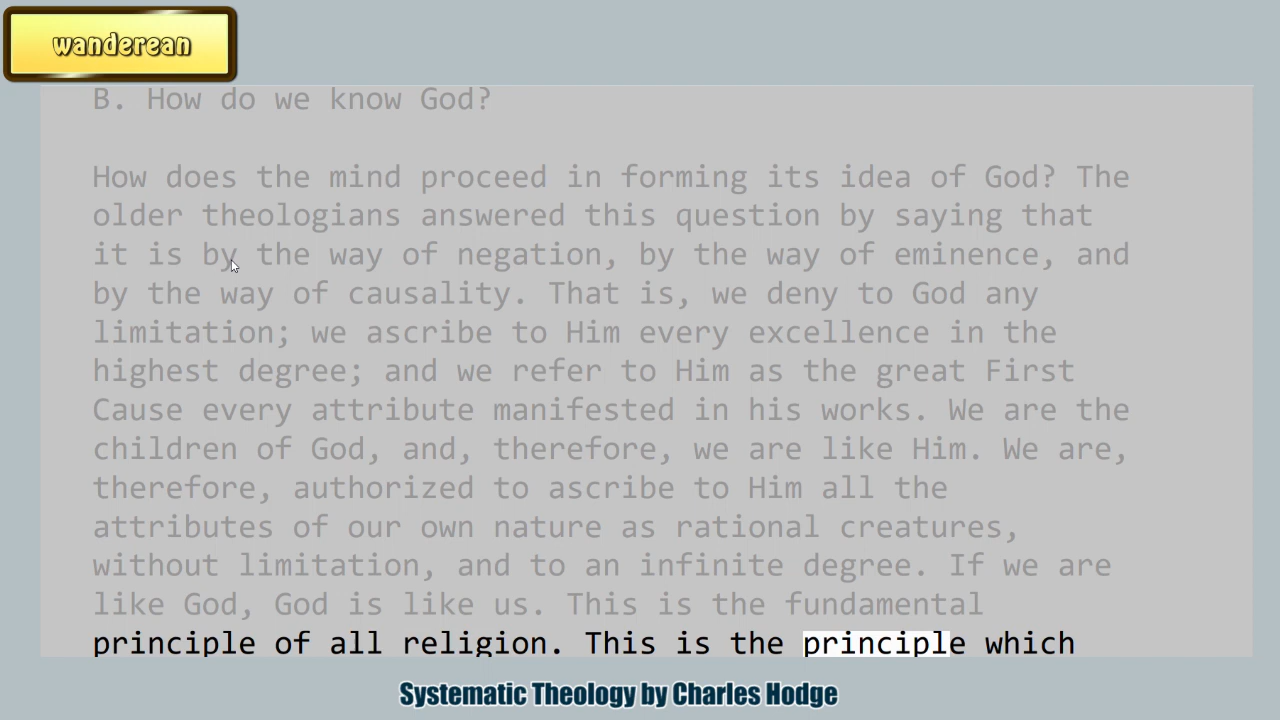 wanderean
B. How do we know God?
How does the mind proceed in forming its idea of God? The
older theologians answered this question by saying that
it is by the way of negation, by the way of eminence, and
by the way of causality. That is, we deny to God any
limitation; we ascribe to Him every excellence in the
highest degree; and we refer to Him as the great First
Cause every attribute manifested in his works. We are the
children of God, and, therefore, we are like Him. We are,
therefore, authorized to ascribe to Him all the
attributes of our own nature as rational creatures,
without limitation, and to an infinite degree. If we are
like God, God is like us. This is the fundamental
principle of all religion. This is the principle which
Systematic Theology by Charles Hodge